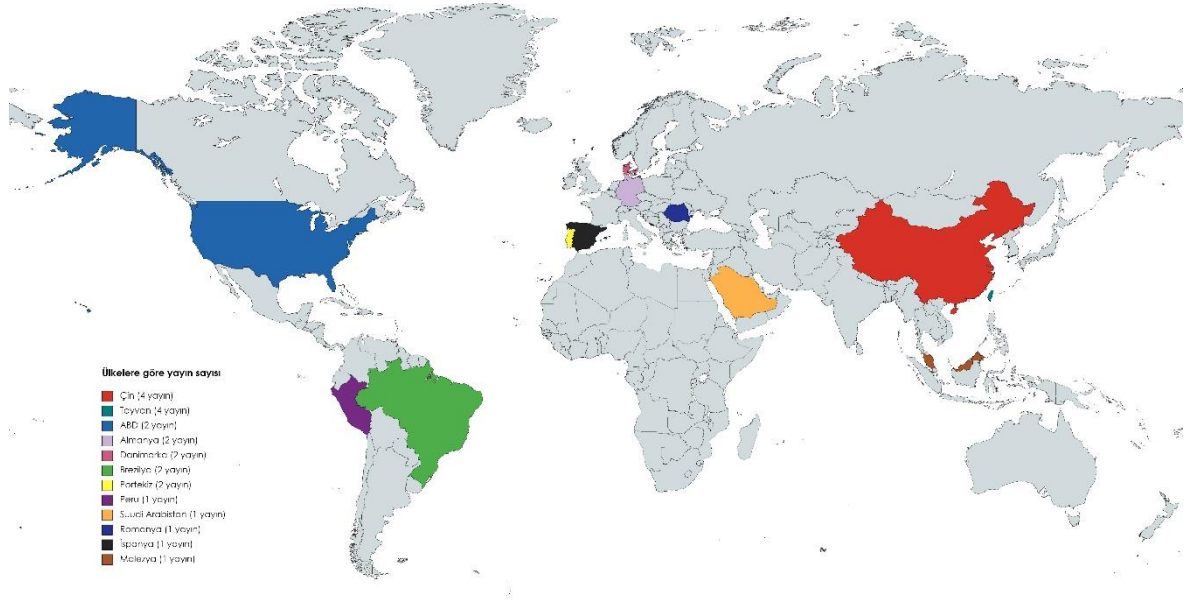 Ülkelere göre yayın sayısı
Çin (4 yayın)
Tayvan (4 yayın)
ABD (2 yayın)
Almanya (2 yayın)
Danimarka (2 yayın)
Brezilya (2 yayın)
Portekiz (2 yayın)
Peru (1 yayın)
Suudi Arabistan (1 yayın)
Romanya (1 yayın)
İspanya (1 yayın)
Malezya (1 yayın)